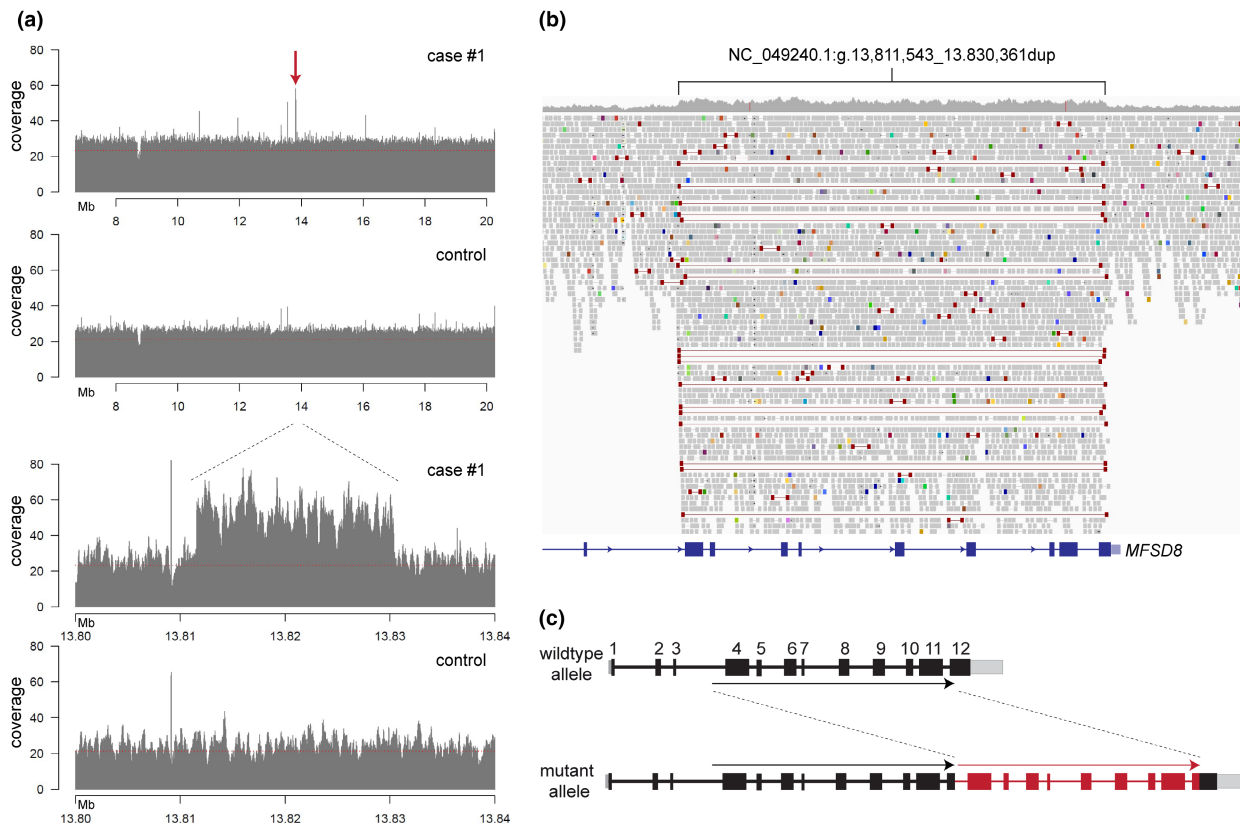 (a)
80
60
40
20
0
coverage
case #1
Mb
8
10
12
14
16
18
20
80
60
40
20
0
coverage
control
Mb
8
10
12
14
16
18
20
80
60
40
20
0
coverage
case #1
Mb
13.80
13.81
13.82
13.83
13.84
80
60
40
20
0
coverage
control
Mb
13.80
13.81
13.82
13.83
13.84
(b)
NC_049240.1:g.13,811,543_13.830,361dup
MFSD8
(c)
wildtype
allele
1 2 3 4 5 6 7 8 9 10 11 12
mutant
allele